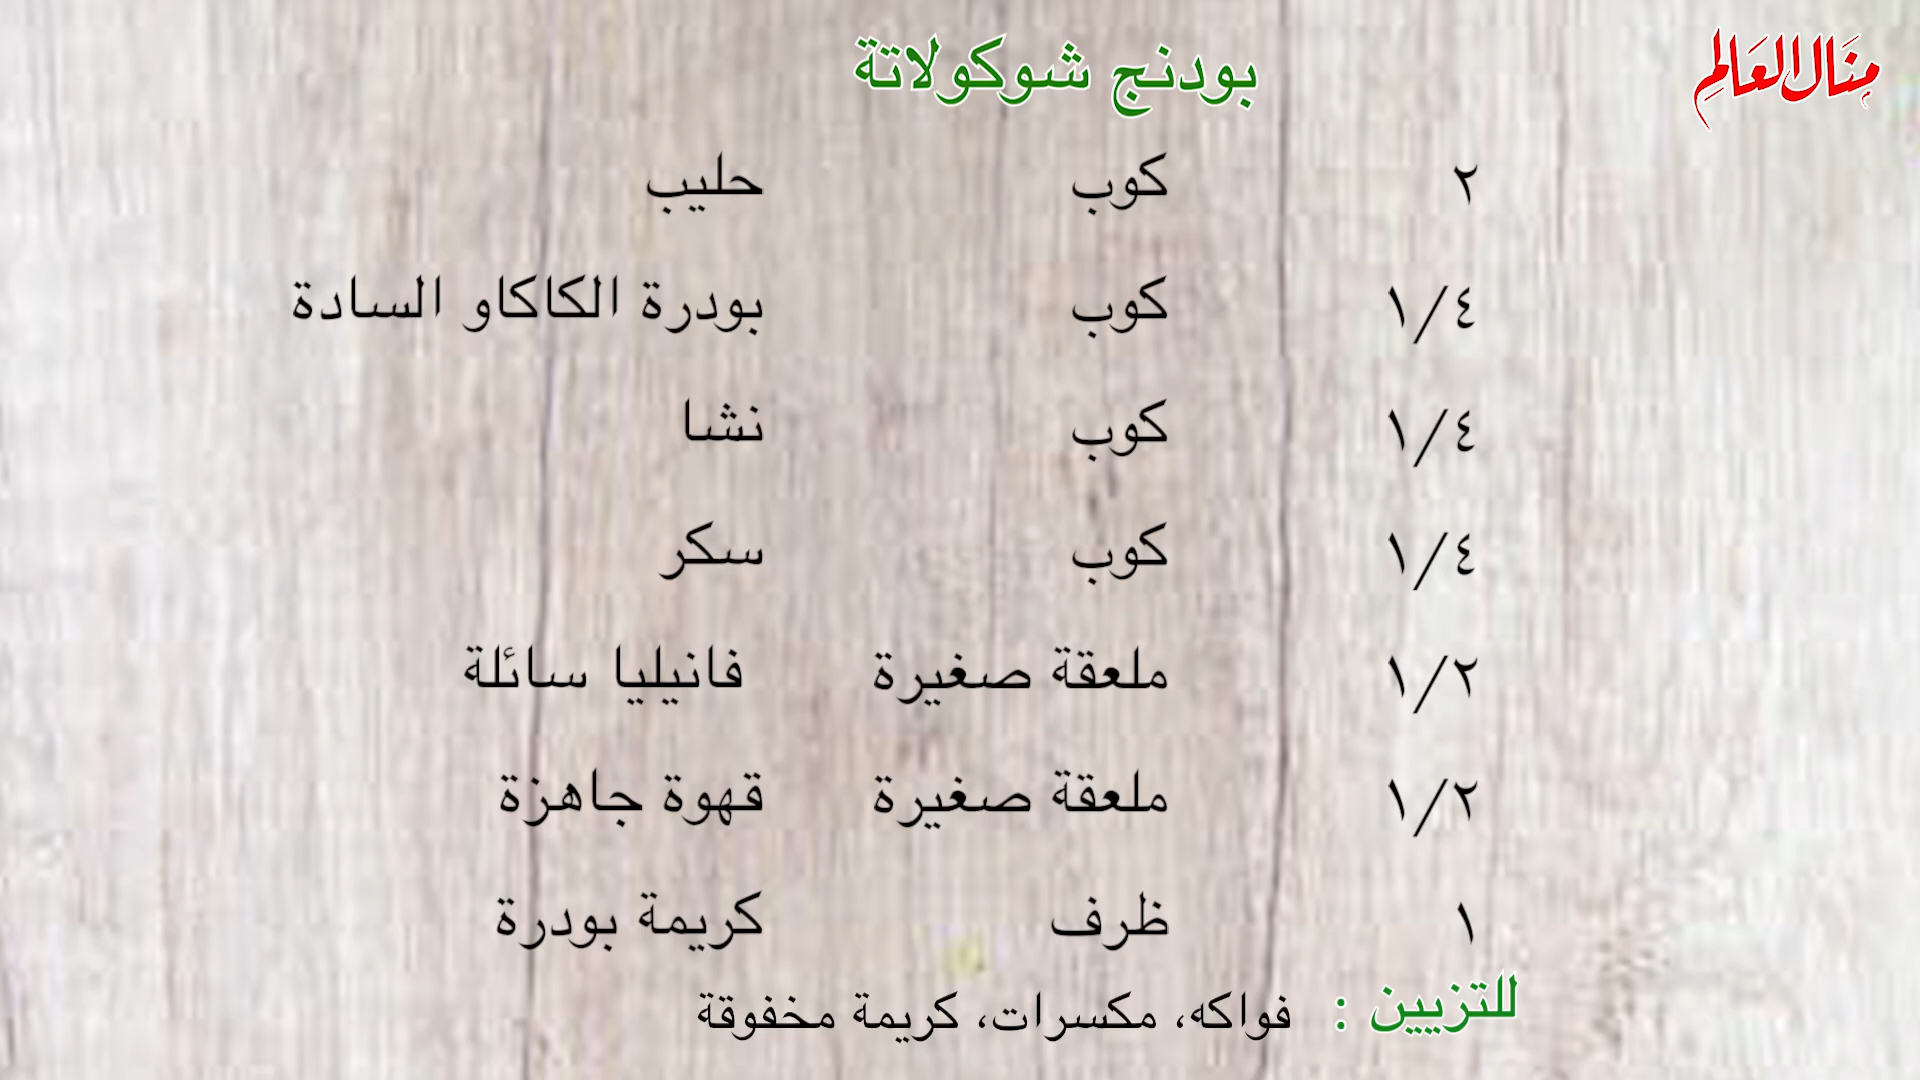 منال العالم
بودنج شوكولاتة
٢ كوب حليب
١/٤ كوب بودرة الكاكاو السادة
١/٤ كوب نشا
١/٤ كوب سكر
١/٢ ملعقة صغيرة فانيليا سائلة
١/٢ ملعقة صغيرة قهوة جاهزة
١ ظرف كريمة بودرة
للتزيين : فواكه، مكسرات، كريمة مخفوقة